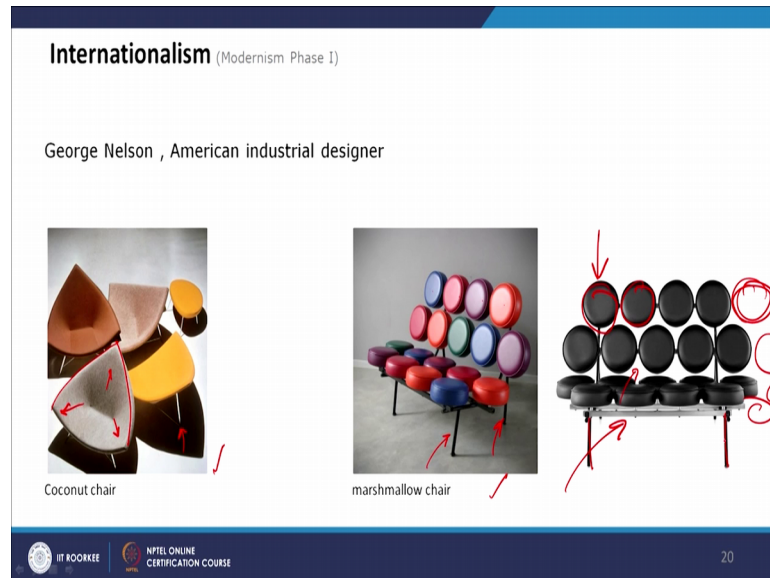 Internationalism (Modernism Phase I)
George Nelson , American industrial designer
Coconut chair
marshmallow chair
IIT ROORKEE
NPTEL ONLINE
CERTIFICATION COURSE
20